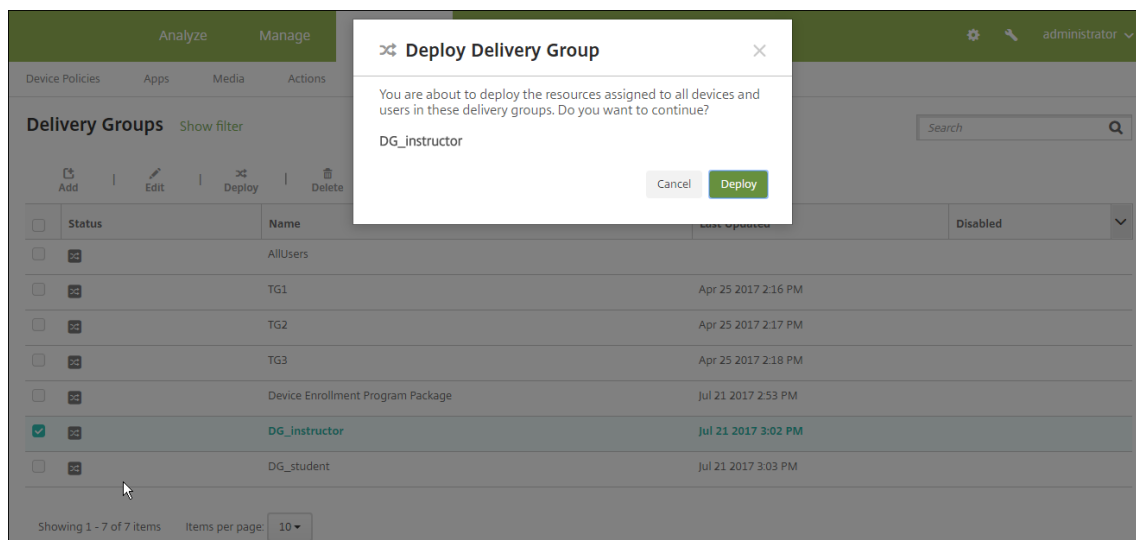 Analyze Manage administrator
Deploy Delivery Group
Device Policies Apps Media Actions
You are about to deploy the resources assigned to all devices and
users in these delivery groups. Do you want to continue?
DG_instructor
Cancel Deploy
Delivery Groups Show filter
Search
Add | Edit | Deploy | Delete
Status Name Last Updated Disabled
AllUsers
TG1 Apr 25 2017 2:16 PM
TG2 Apr 25 2017 2:17 PM
TG3 Apr 25 2017 2:18 PM
Device Enrollment Program Package Jul 21 2017 2:53 PM
DG_instructor Jul 21 2017 3:02 PM
DG_student Jul 21 2017 3:03 PM
Showing 1 - 7 of 7 items Items per page: 10